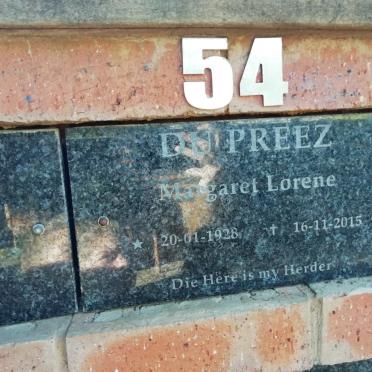 54
DU PREEZ
Margaret Lorene
* 20-01-1928 † 16-11-2015
Die Here is my Herder